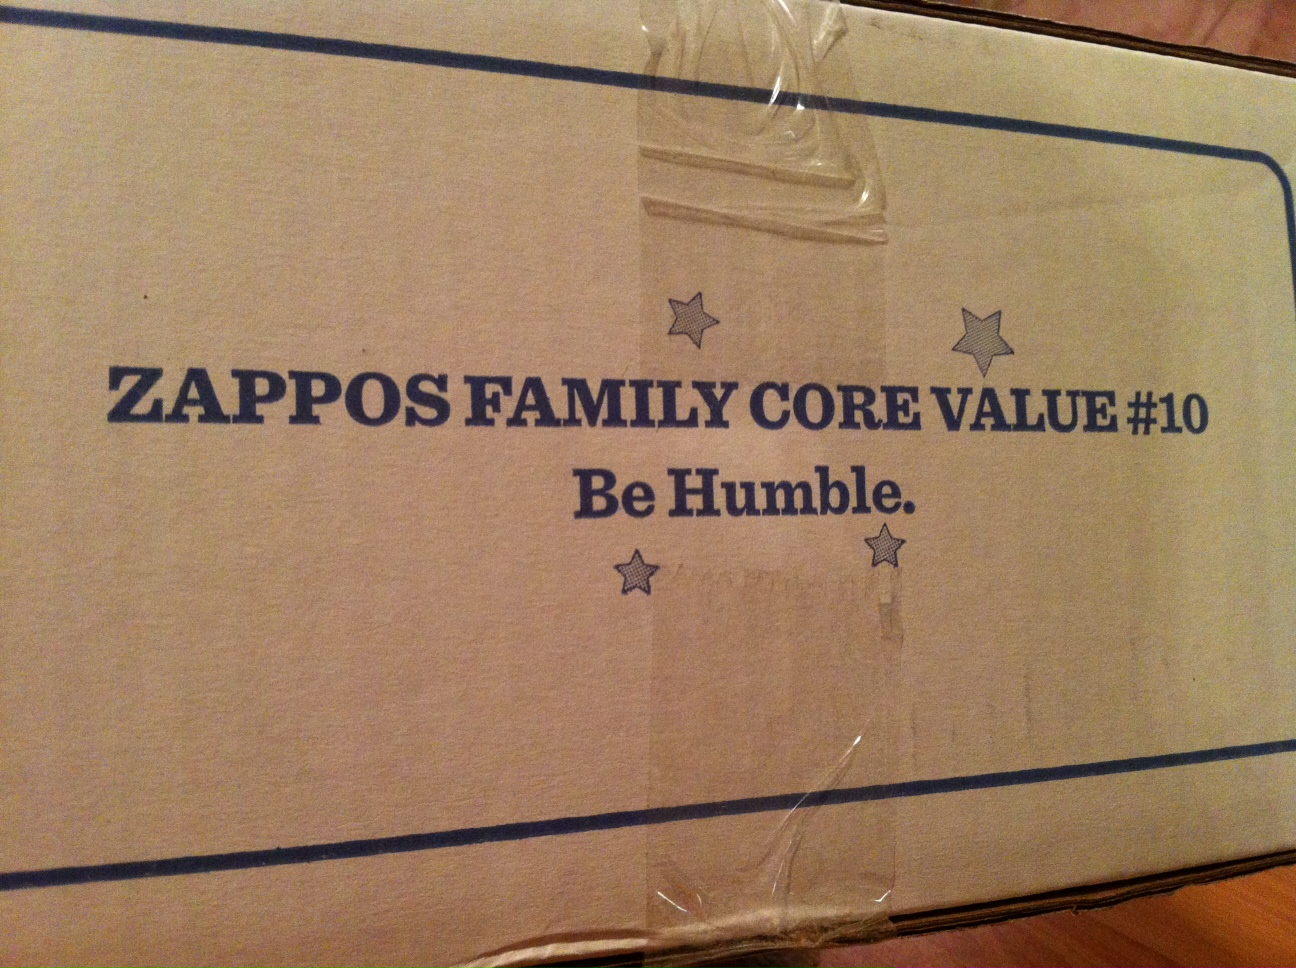 ZAPPOS FAMILY CORE VALUE #10
Be Humble.